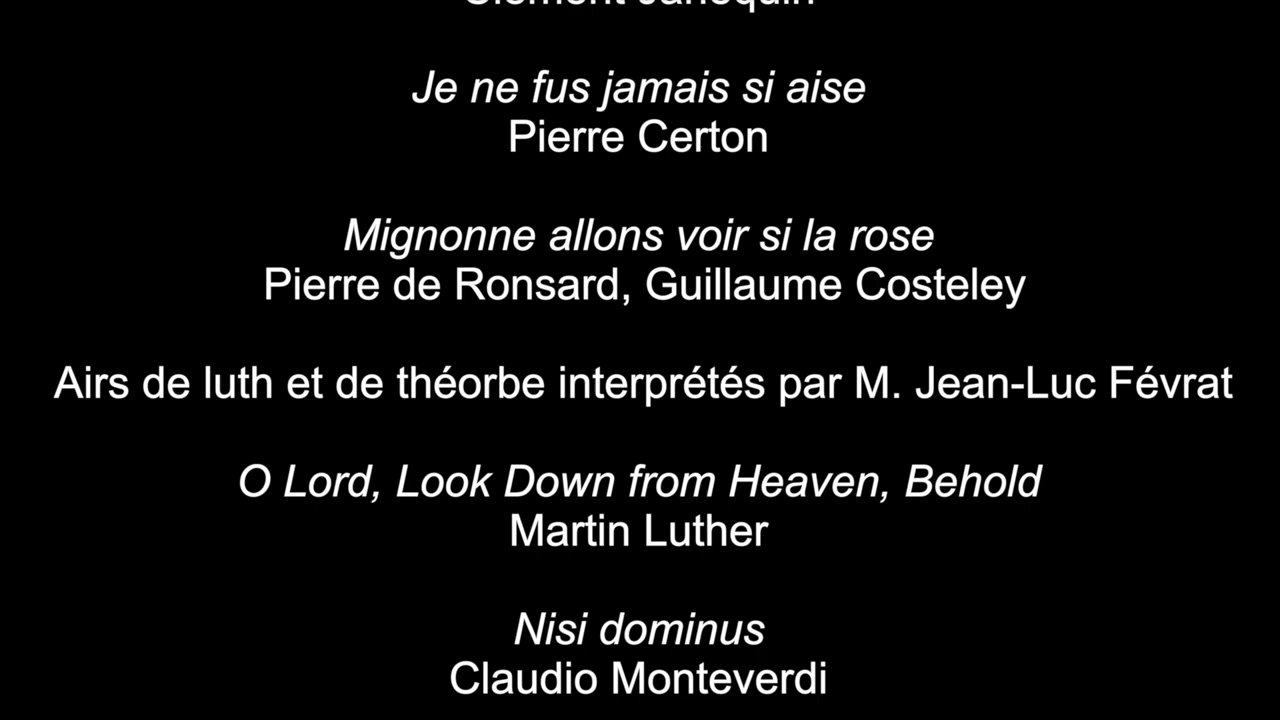 Clément Janequin
Je ne fus jamais si aise
Pierre Certon
Mignonne allons voir si la rose
Pierre de Ronsard, Guillaume Costeley
Airs de luth et de théorbe interprétés par M. Jean-Luc Févrat
O Lord, Look Down from Heaven, Behold
Martin Luther
Nisi dominus
Claudio Monteverdi